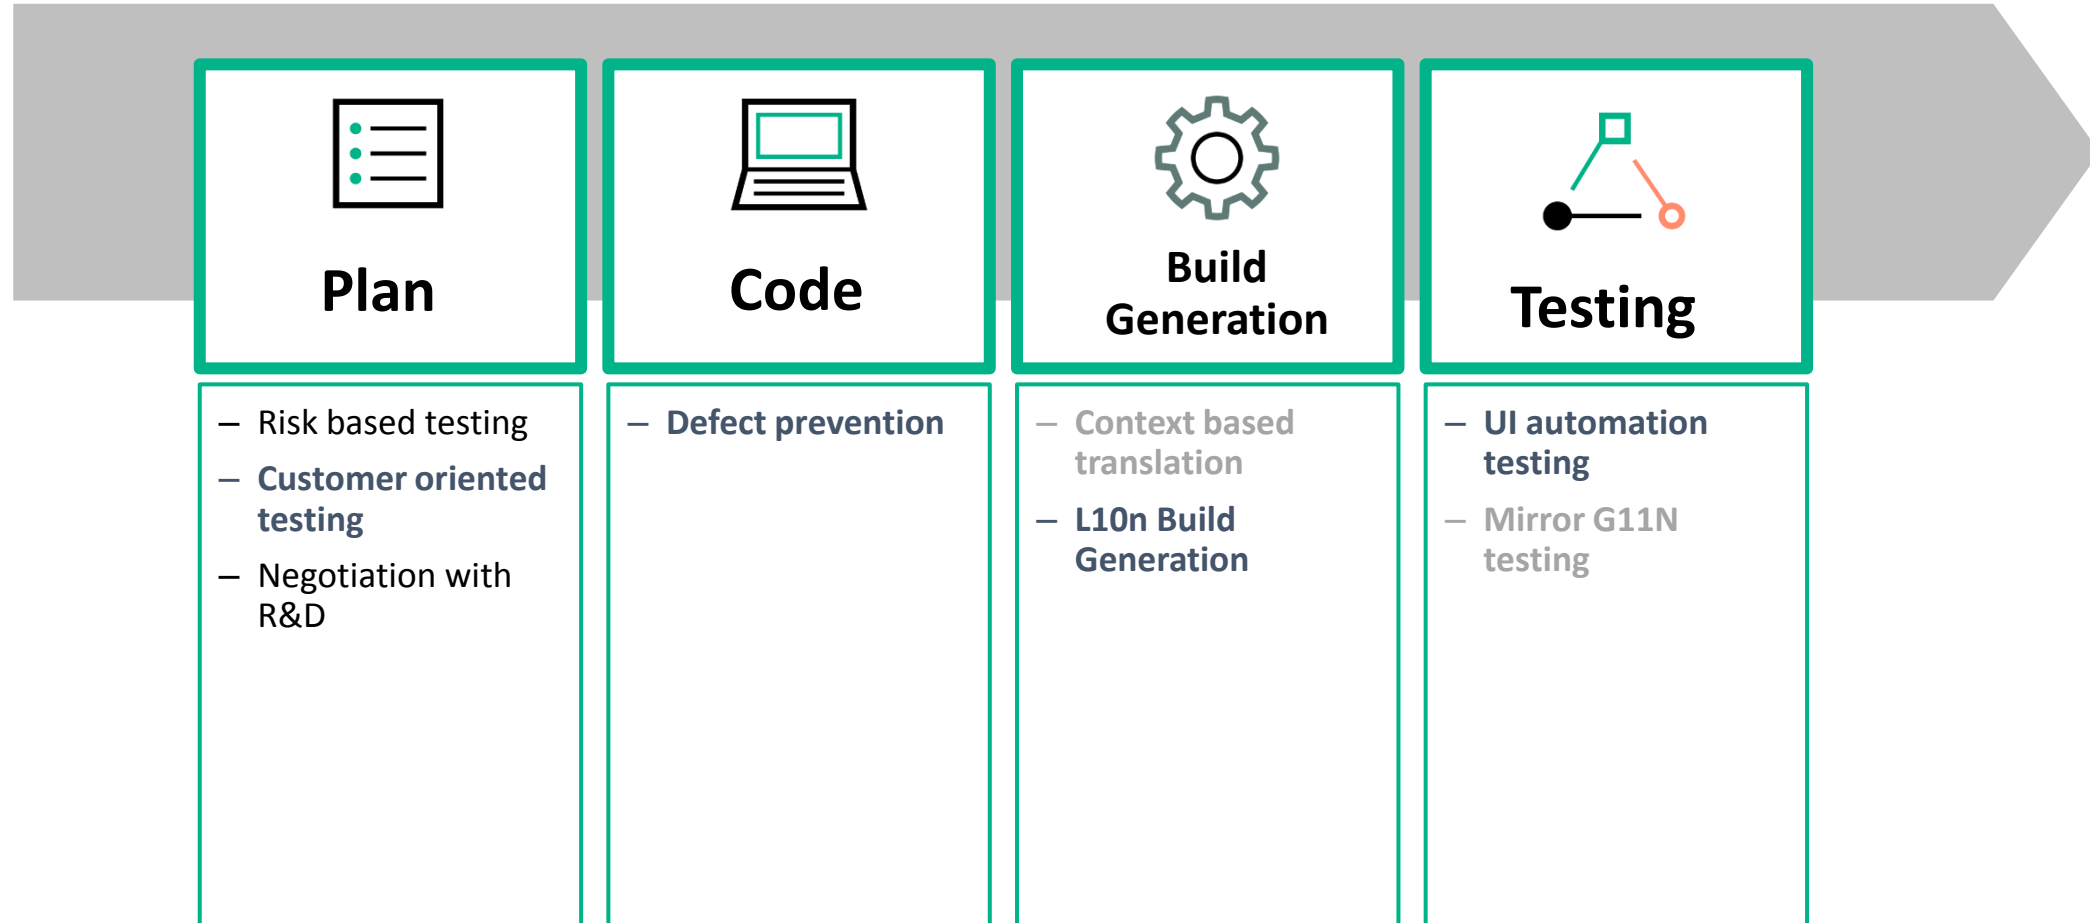 Plan
Code
Build
Generation
Testing
– Risk based testing
– Customer oriented
testing
– Negotiation with
R&D
– Defect prevention
– Context based
translation
– L10n Build
Generation
– UI automation
testing
– Mirror G11N
testing